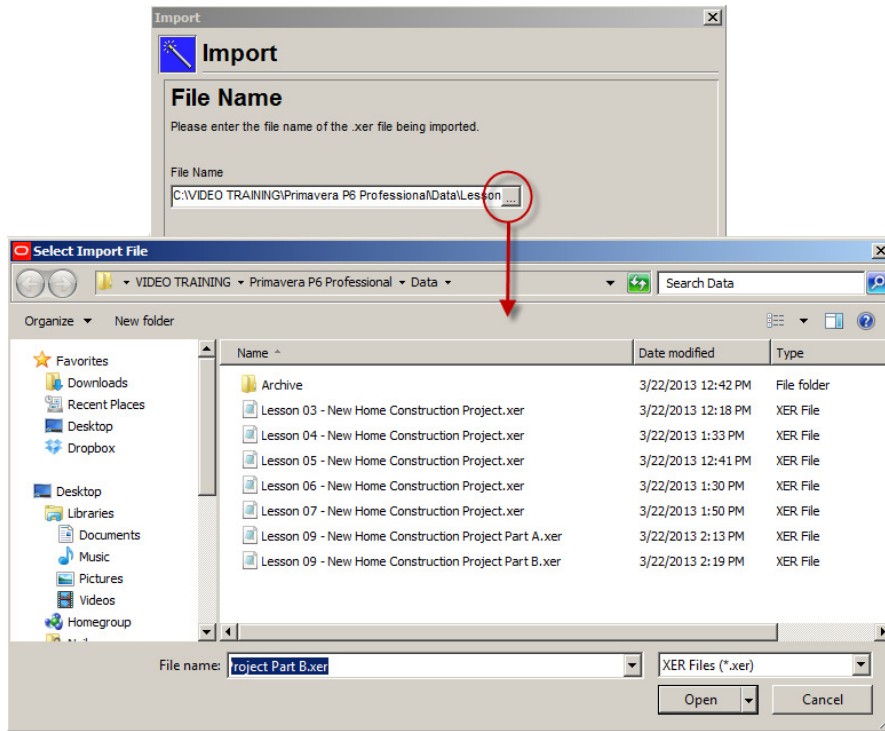 Import
Import
File Name
Please enter the file name of the .xer file being imported.
File Name
C:\VIDEO TRAINING\Primavera P6 Professional\Data\Lesson ...
Select Import File
VIDEO TRAINING Primavera P6 Professional Data Search Data
Organize New folder
Favorites
Downloads
Recent Places
Desktop
Dropbox
Desktop
Libraries
Documents
Music
Pictures
Videos
Homegroup
Name Date modified Type
Archive 3/22/2013 12:42 PM File folder
Lesson 03 - New Home Construction Project.xer 3/22/2013 12:18 PM XER File
Lesson 04 - New Home Construction Project.xer 3/22/2013 1:33 PM XER File
Lesson 05 - New Home Construction Project.xer 3/22/2013 12:41 PM XER File
Lesson 06 - New Home Construction Project.xer 3/22/2013 1:30 PM XER File
Lesson 07 - New Home Construction Project.xer 3/22/2013 1:50 PM XER File
Lesson 09 - New Home Construction Project Part A.xer 3/22/2013 2:13 PM XER File
Lesson 09 - New Home Construction Project Part B.xer 3/22/2013 2:19 PM XER File
File name: Project Part B.xer XER Files (*.xer)
Open Cancel